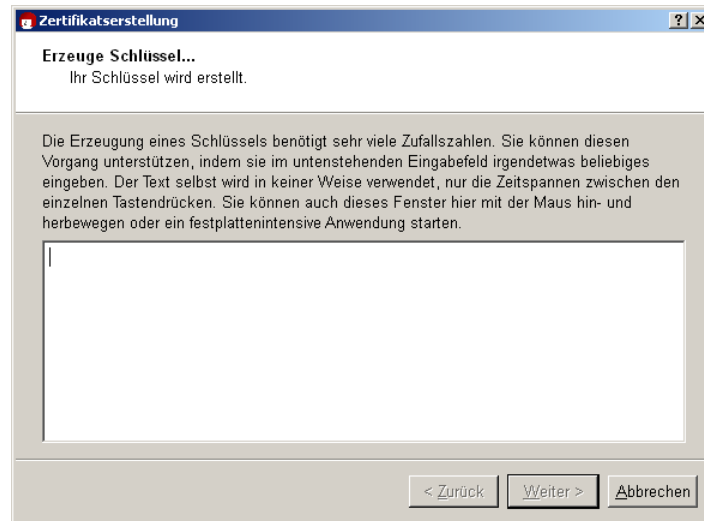 Zertifikatserstellung
Erzeuge Schlüssel...
Ihr Schlüssel wird erstellt.
Die Erzeugung eines Schlüssels benötigt sehr viele Zufallszahlen. Sie können diesen
Vorgang unterstützen, indem sie im untenstehenden Eingabefeld irgendetwas beliebiges
eingeben. Der Text selbst wird in keiner Weise verwendet, nur die Zeitspannen zwischen den
einzelnen Tastendrücken. Sie können auch dieses Fenster hier mit der Maus hin- und
herbewegen oder ein festplattenintensive Anwendung starten.
< Zurück Weiter > Abbrechen